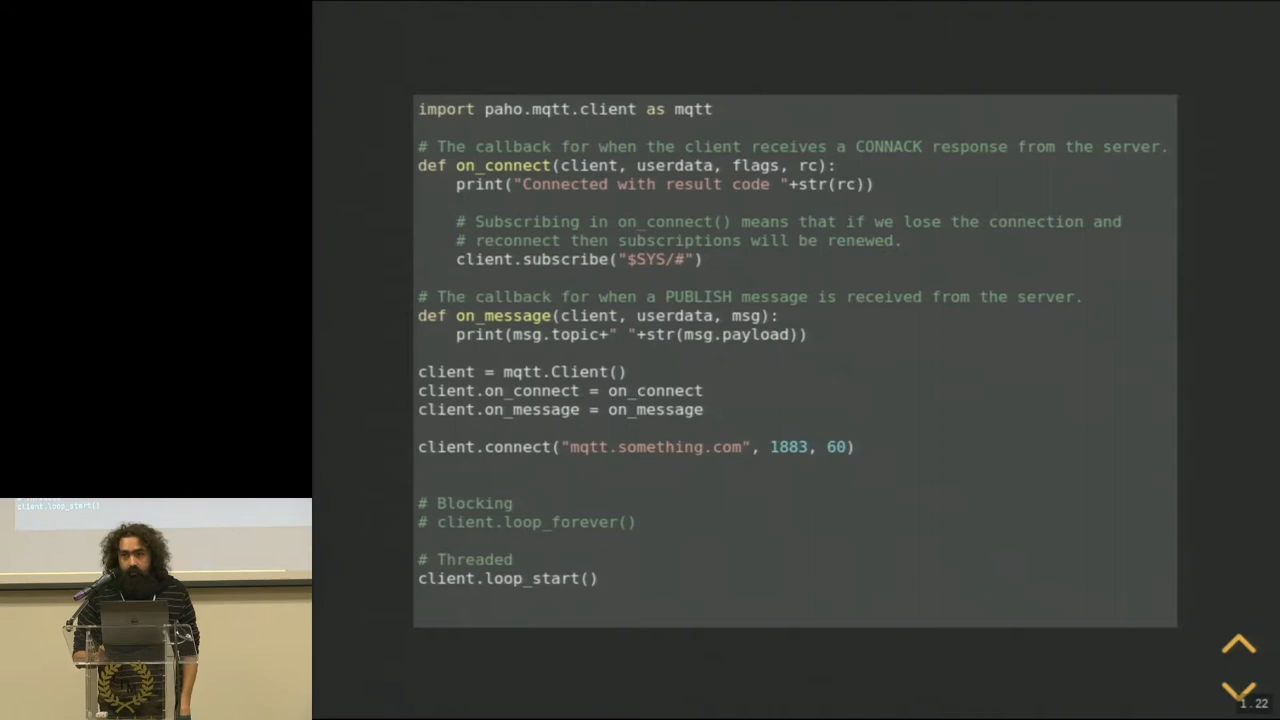 import paho.mqtt.client as mqtt
# The callback for when the client receives a CONNACK response from the server.
def on_connect(client, userdata, flags, rc):
    print("Connected with result code "+str(rc))
    # Subscribing in on_connect() means that if we lose the connection and
    # reconnect then subscriptions will be renewed.
    client.subscribe("$SYS/#")
# The callback for when a PUBLISH message is received from the server.
def on_message(client, userdata, msg):
    print(msg.topic+" "+str(msg.payload))
client = mqtt.Client()
client.on_connect = on_connect
client.on_message = on_message
client.connect("mqtt.something.com", 1883, 60)
# Blocking
# client.loop_forever()
# Threaded
client.loop_start()
client.loop_start()
1.22